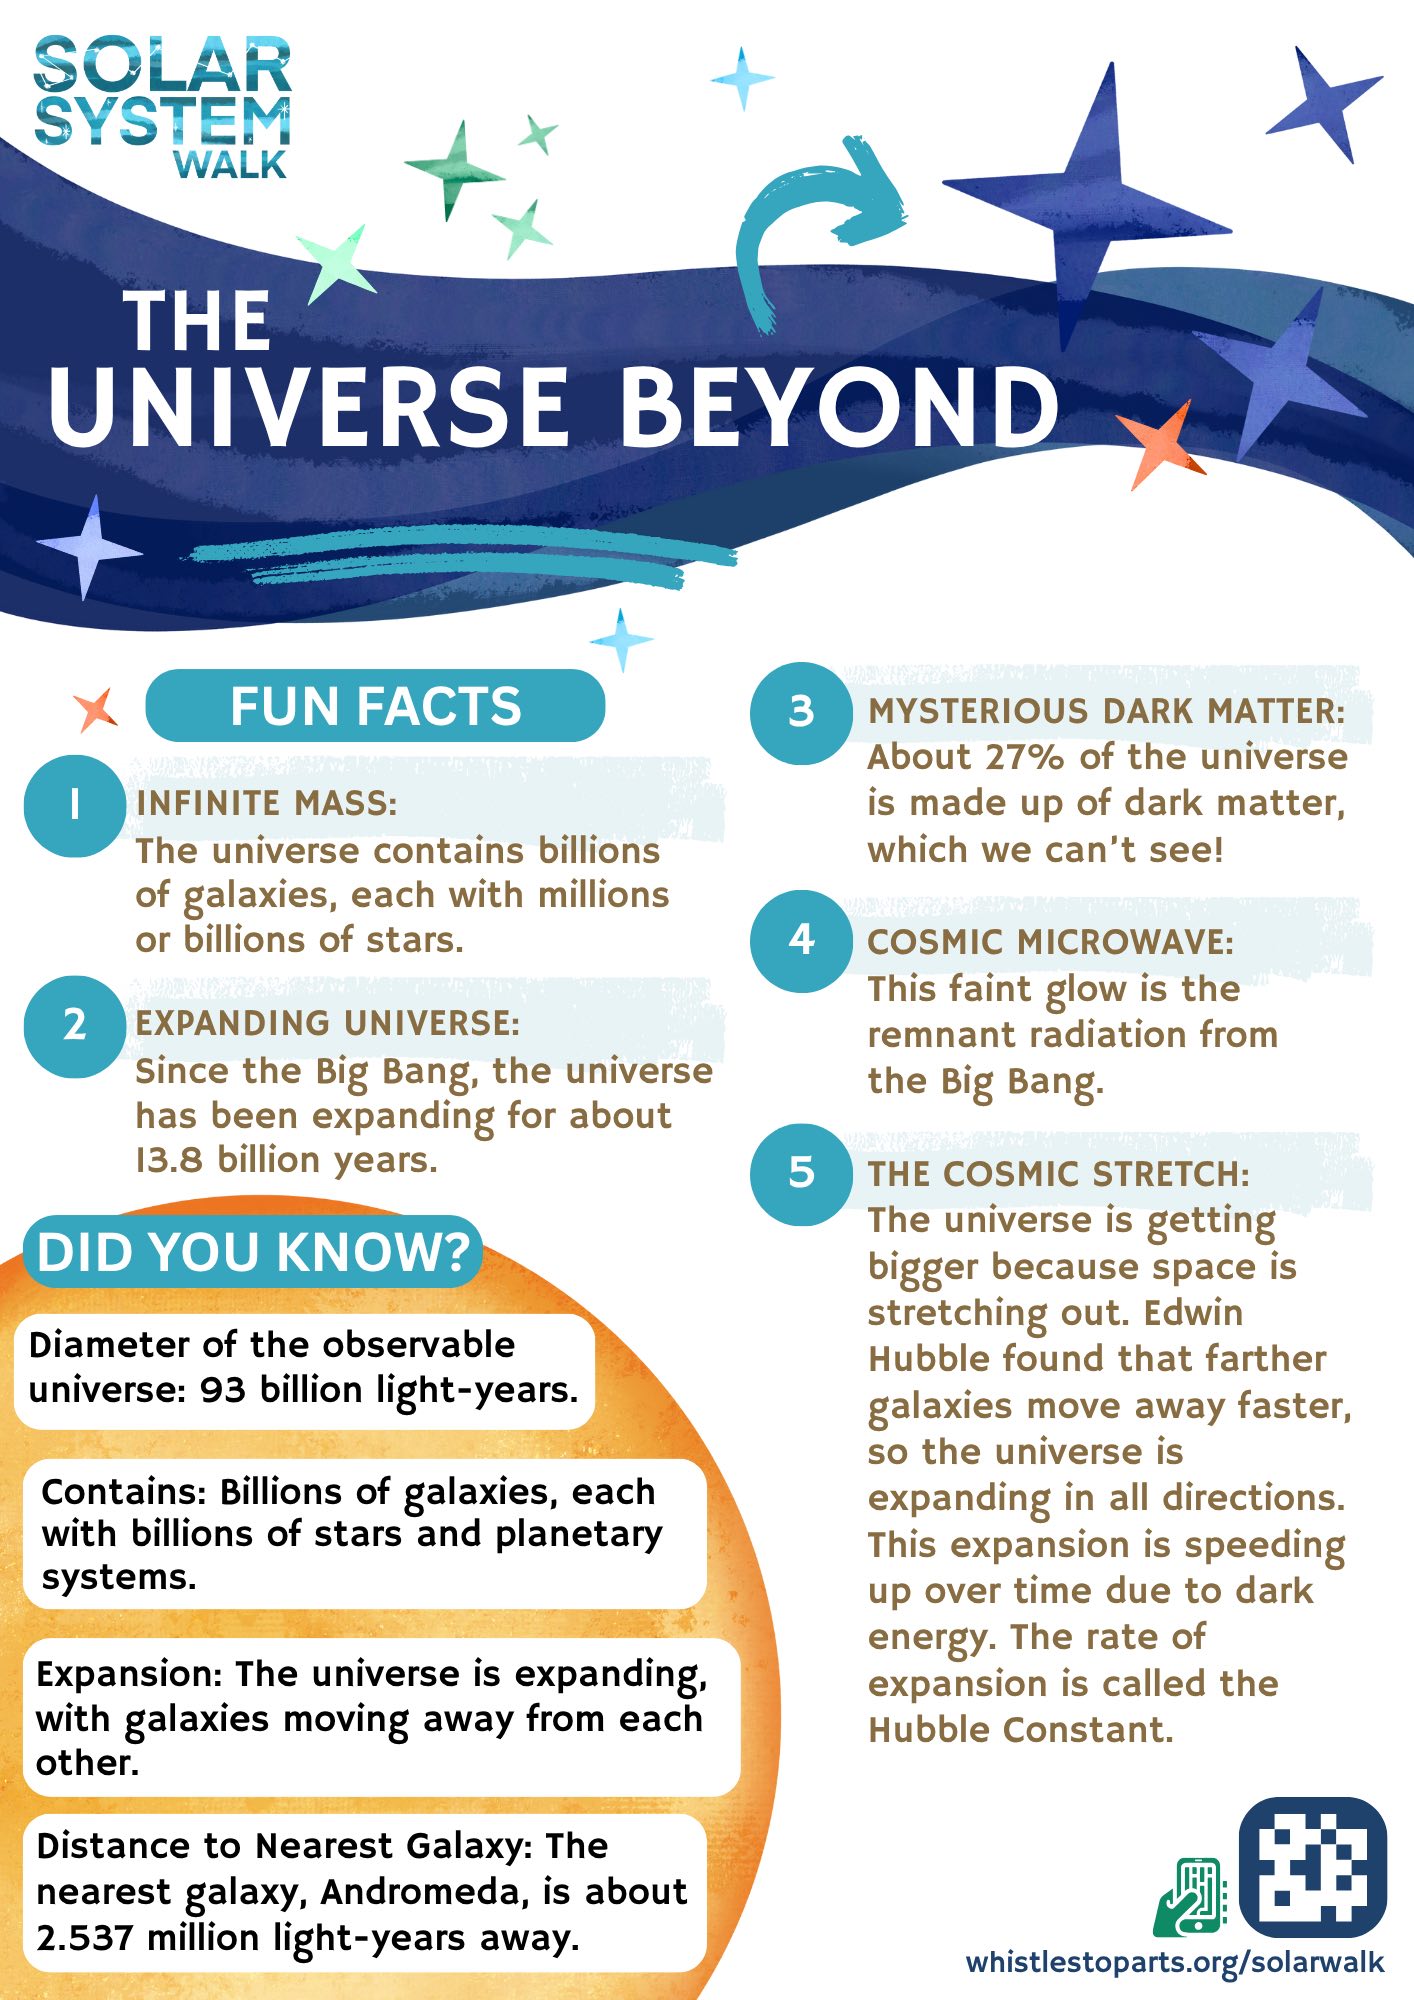 SOLAR
SYSTEM
WALK
THE
UNIVERSE BEYOND
FUN FACTS
1
INFINITE MASS:
The universe contains billions
of galaxies, each with millions
or billions of stars.
2
EXPANDING UNIVERSE:
Since the Big Bang, the universe
has been expanding for about
13.8 billion years.
DID YOU KNOW?
Diameter of the observable
universe: 93 billion light-years.
Contains: Billions of galaxies, each
with billions of stars and planetary
systems.
Expansion: The universe is expanding,
with galaxies moving away from each
other.
Distance to Nearest Galaxy: The
nearest galaxy, Andromeda, is about
2.537 million light-years away.
3
MYSTERIOUS DARK MATTER:
About 27% of the universe
is made up of dark matter,
which we can't see!
4
COSMIC MICROWAVE:
This faint glow is the
remnant radiation from
the Big Bang.
5
THE COSMIC STRETCH:
The universe is getting
bigger because space is
stretching out. Edwin
Hubble found that farther
galaxies move away faster,
so the universe is
expanding in all directions.
This expansion is speeding
up over time due to dark
energy. The rate of
expansion is called the
Hubble Constant.
whistlestoparts.org/solarwalk